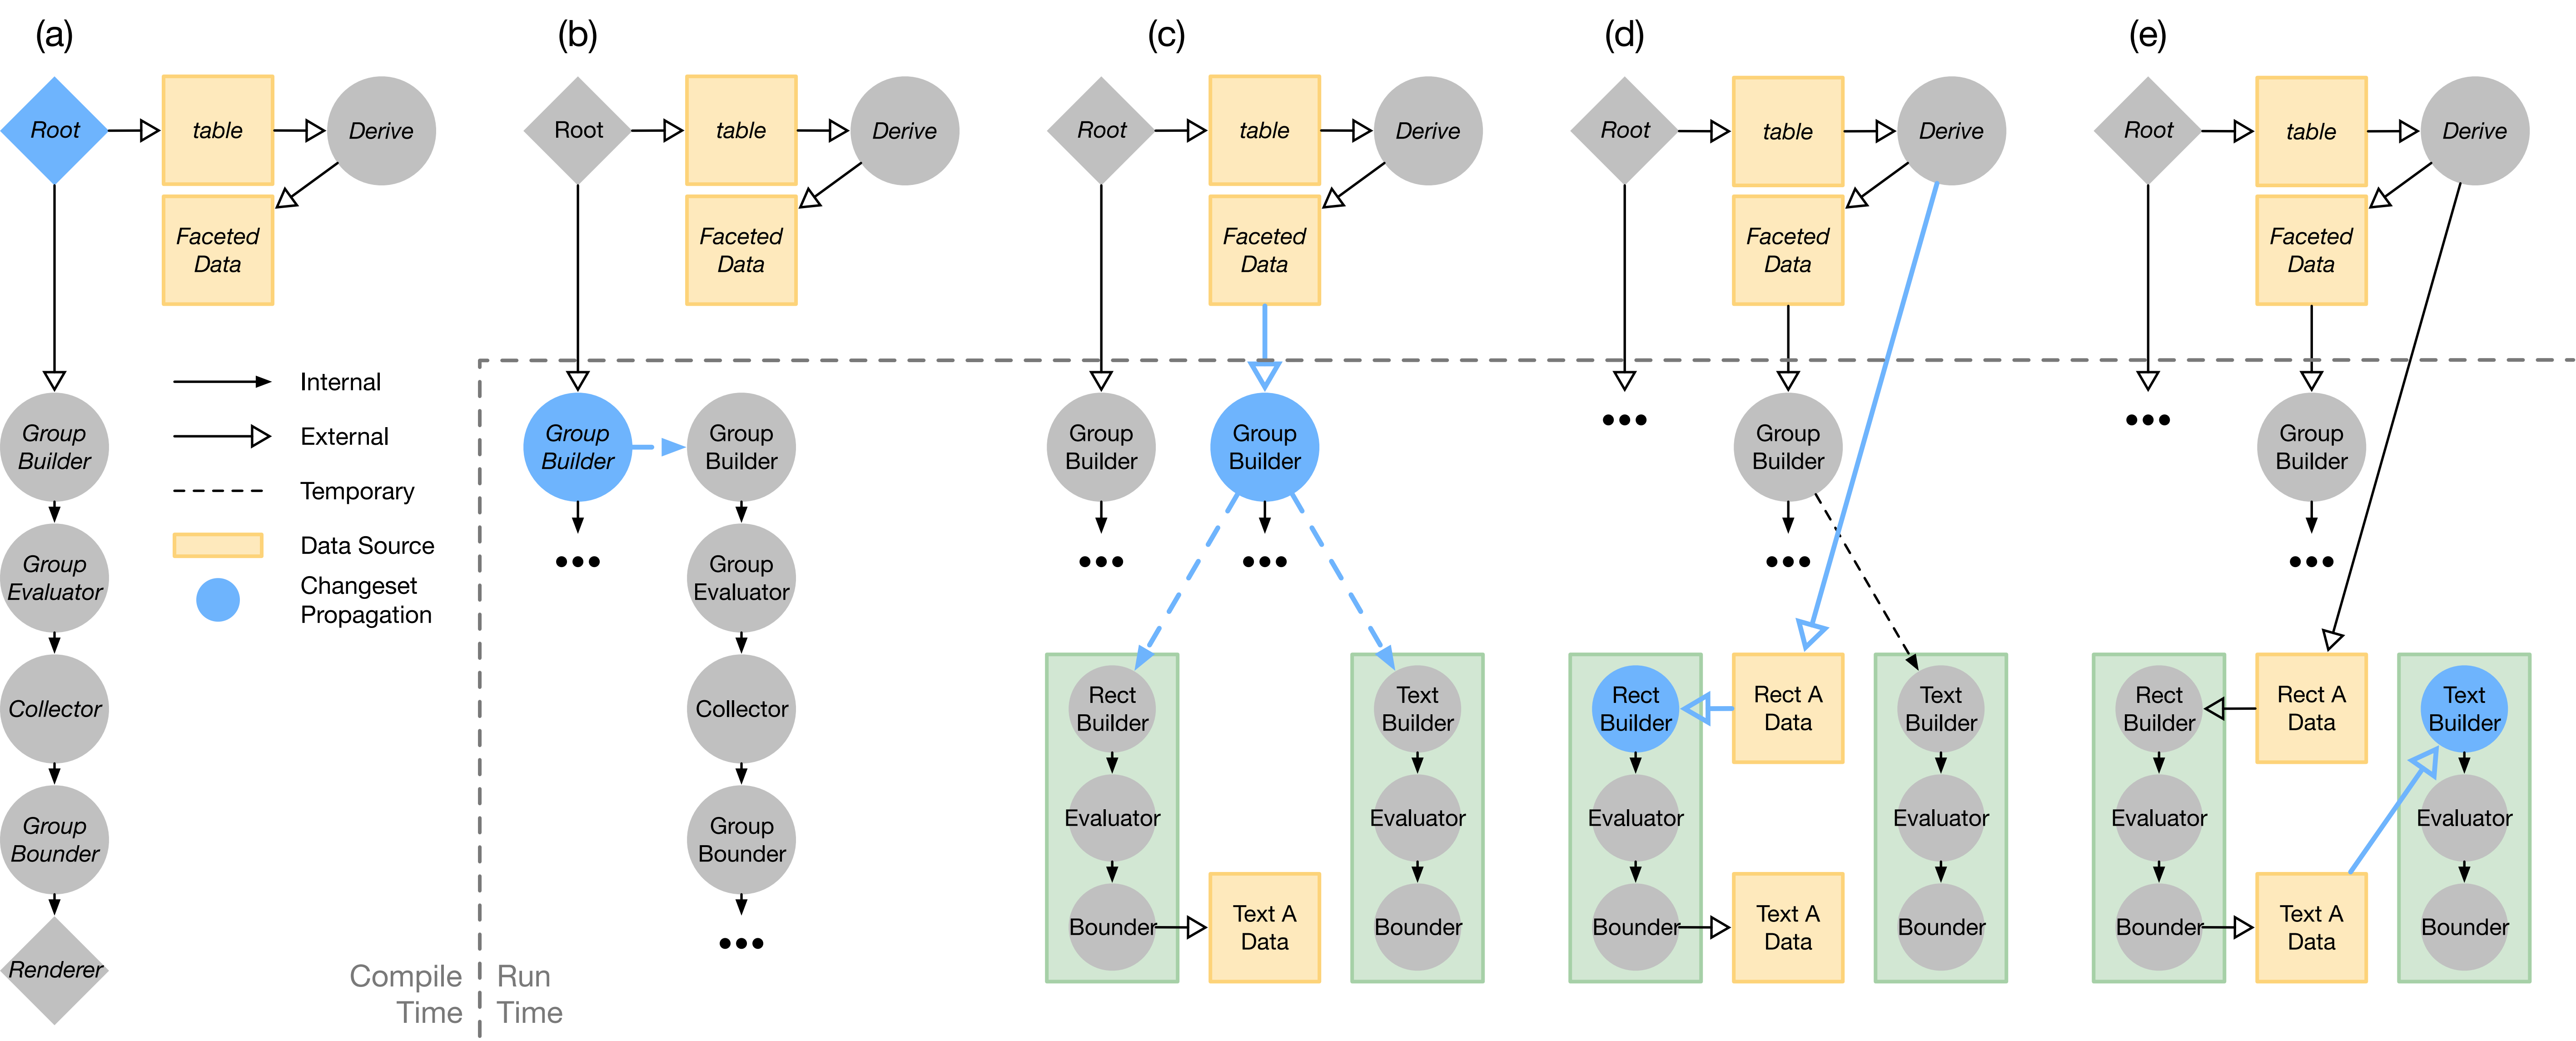 (a)
Root
table
Derive
Faceted
Data
Group
Builder
Group
Evaluator
Collector
Group
Bounder
Renderer
Internal
External
Temporary
Data Source
Changeset
Propagation
Compile
Time
Run
Time
(b)
Root
table
Derive
Faceted
Data
Group
Builder
Group
Builder
Group
Evaluator
Collector
Group
Bounder
(c)
Root
table
Derive
Faceted
Data
Group
Builder
Group
Builder
Rect
Builder
Evaluator
Bounder
Text A
Data
Text
Builder
Evaluator
Bounder
(d)
Root
table
Derive
Faceted
Data
Group
Builder
Rect
Builder
Evaluator
Bounder
Rect A
Data
Text A
Data
Text
Builder
Evaluator
Bounder
(e)
Root
table
Derive
Faceted
Data
Group
Builder
Rect
Builder
Evaluator
Bounder
Rect A
Data
Text A
Data
Text
Builder
Evaluator
Bounder